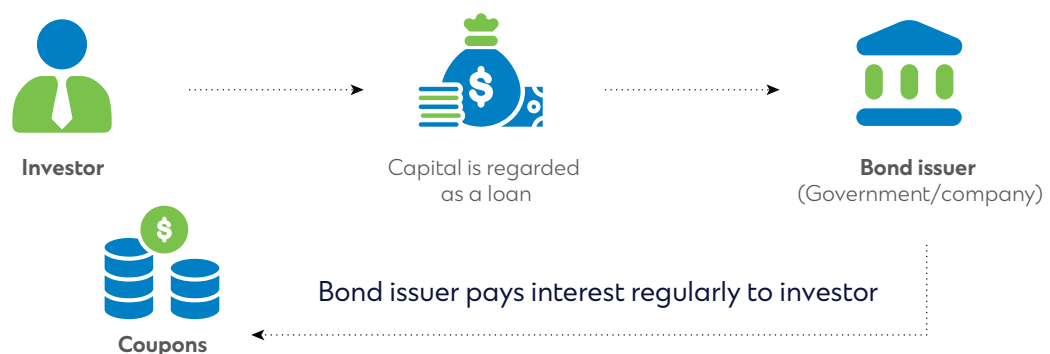 $
Investor
Capital is regarded
as a loan
Bond issuer
(Government/company)
$
Bond issuer pays interest regularly to investor
Coupons